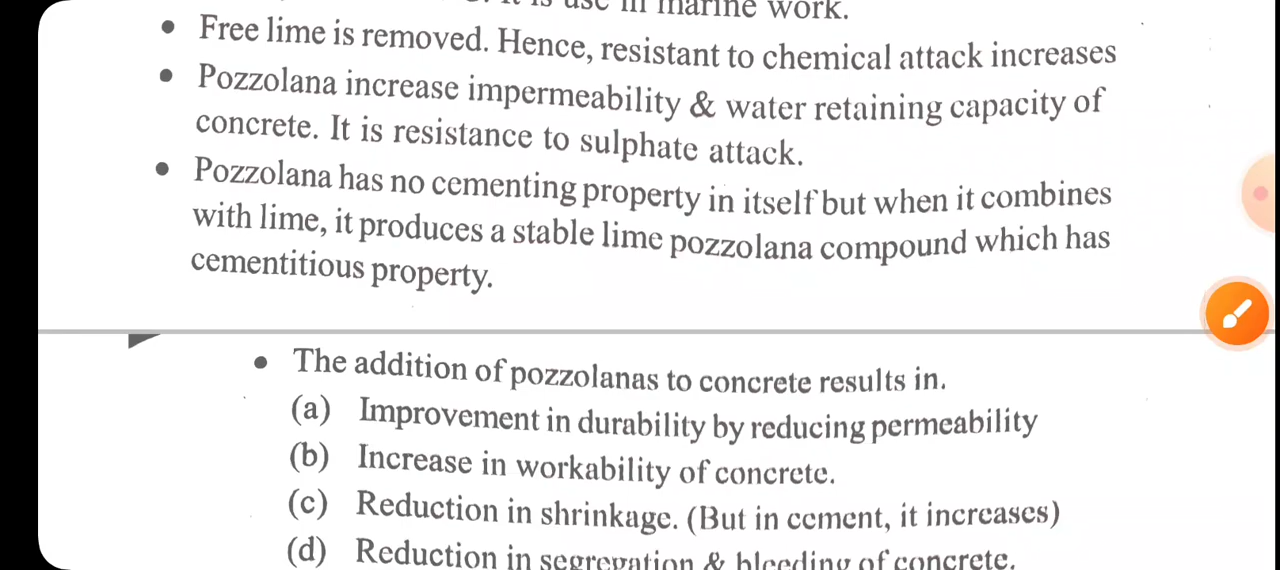 It is use in marine work.
• Free lime is removed. Hence, resistant to chemical attack increases
• Pozzolana increase impermeability & water retaining capacity of
concrete. It is resistance to sulphate attack.
• Pozzolana has no cementing property in itself but when it combines
with lime, it produces a stable lime pozzolana compound which has
cementitious property.
• The addition of pozzolanas to concrete results in.
(a) Improvement in durability by reducing permeability
(b) Increase in workability of concrete.
(c) Reduction in shrinkage. (But in cement, it increases)
(d) Reduction in segregation & bleeding of concrete.